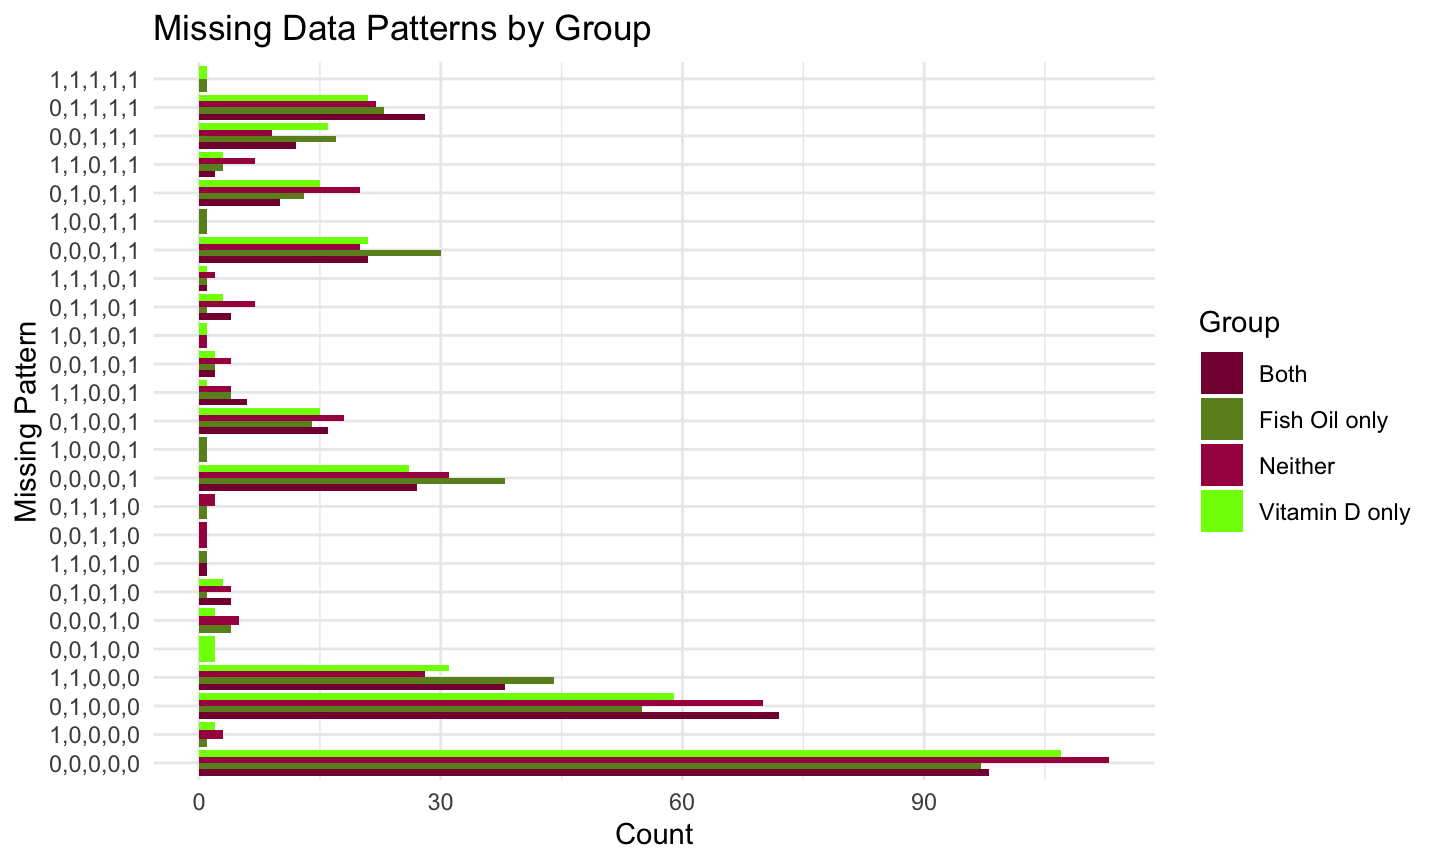 Missing Data Patterns by Group
Missing Pattern
1,1,1,1,1
0,1,1,1,1
0,0,1,1,1
1,1,0,1,1
0,1,0,1,1
1,0,0,1,1
0,0,0,1,1
1,1,1,0,1
0,1,1,0,1
1,0,1,0,1
0,0,1,0,1
1,1,0,0,1
0,1,0,0,1
1,0,0,0,1
0,0,0,0,1
0,1,1,1,0
0,0,1,1,0
1,1,0,1,0
0,1,0,1,0
0,0,0,1,0
0,0,1,0,0
1,1,0,0,0
0,1,0,0,0
1,0,0,0,0
0,0,0,0,0
0 30 60 90
Count
Group
Both
Fish Oil only
Neither
Vitamin D only